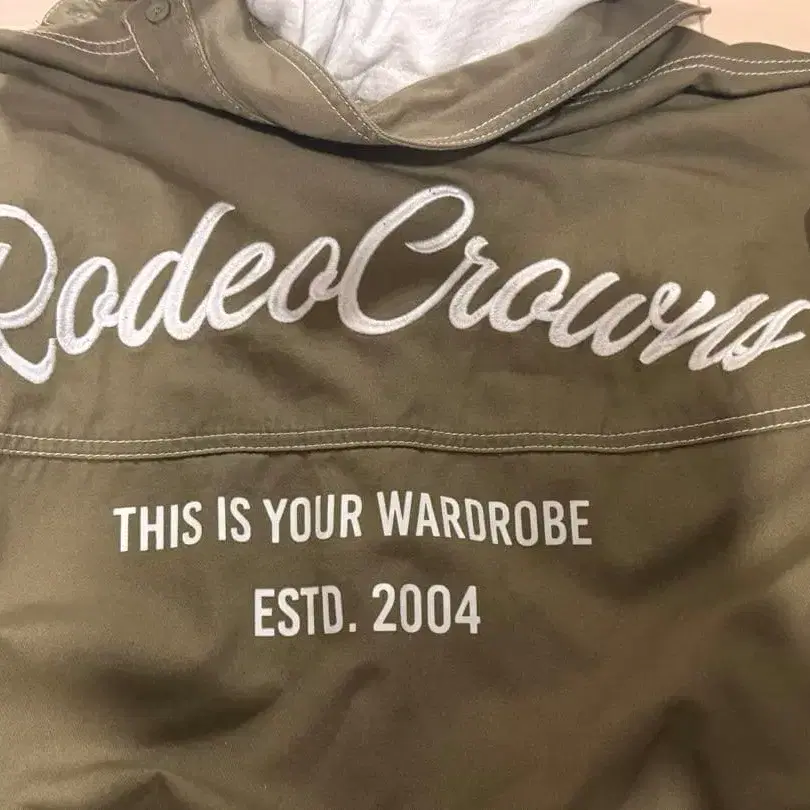 RodeoCrowns
THIS IS YOUR WARDROBE
ESTD. 2004